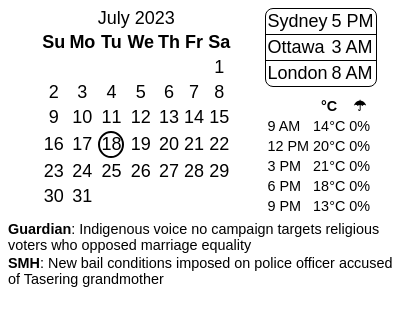 July 2023
Su Mo Tu We Th Fr Sa
1
2 3 4 5 6 7 8
9 10 11 12 13 14 15
16 17 18 19 20 21 22
23 24 25 26 27 28 29
30 31
Sydney 5 PM
Ottawa 3 AM
London 8 AM
°C ☂
9 AM 14°C 0%
12 PM 20°C 0%
3 PM 21°C 0%
6 PM 18°C 0%
9 PM 13°C 0%
Guardian: Indigenous voice no campaign targets religious
voters who opposed marriage equality
SMH: New bail conditions imposed on police officer accused
of Tasering grandmother